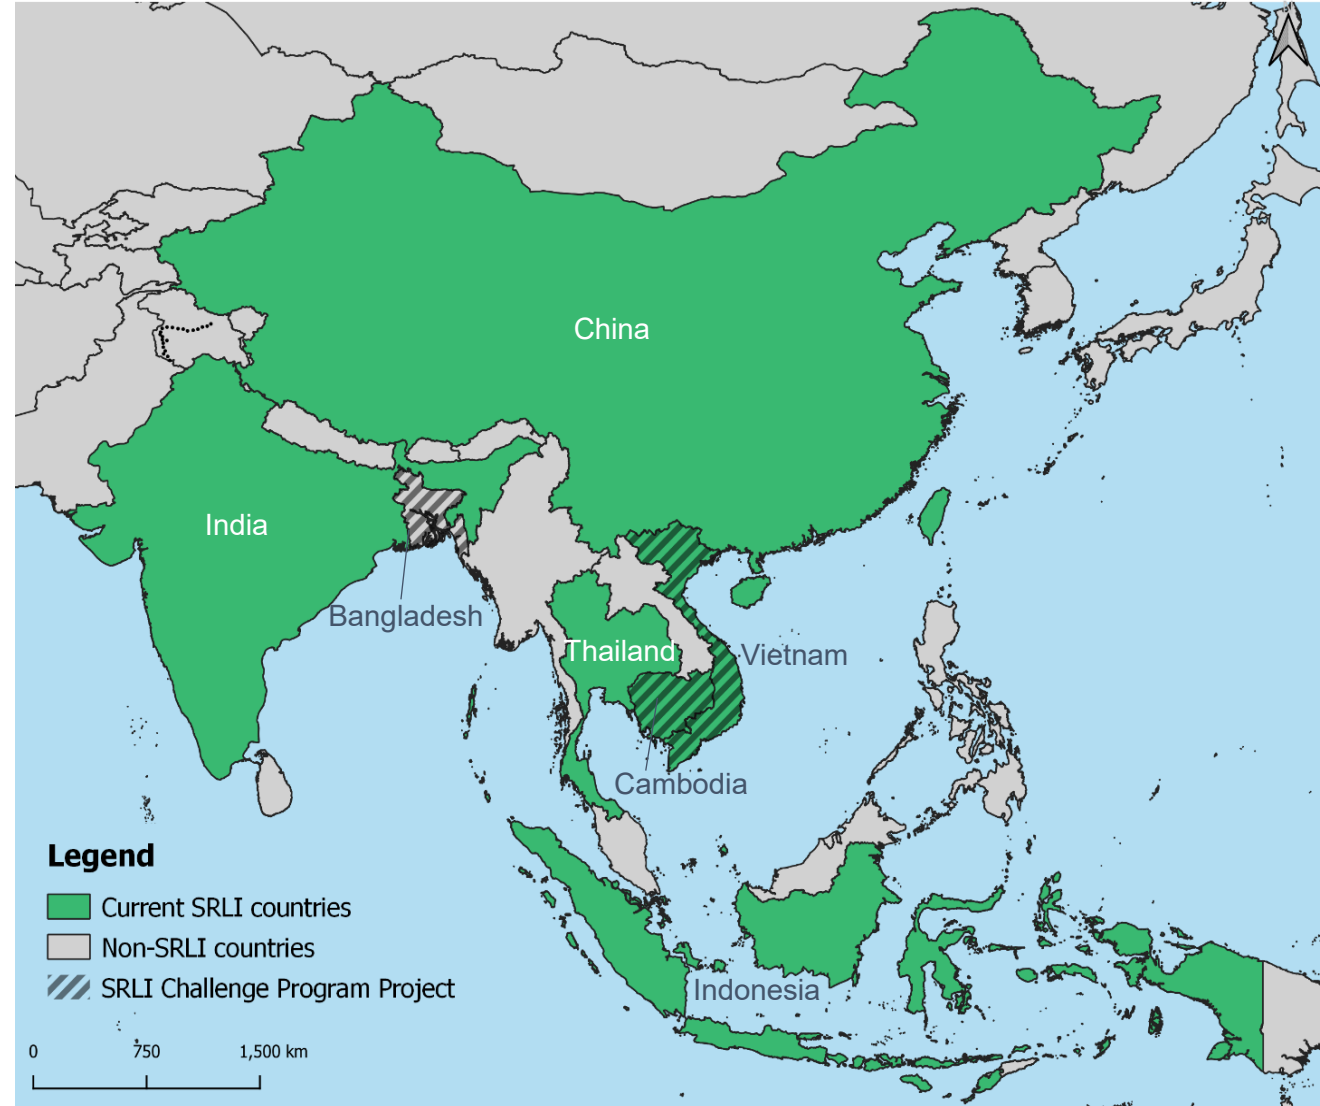 China
India
Bangladesh
Thailand
Vietnam
Cambodia
Legend
Current SRLI countries
Non-SRLI countries
SRLI Challenge Program Project
Indonesia
0 750 1,500 km